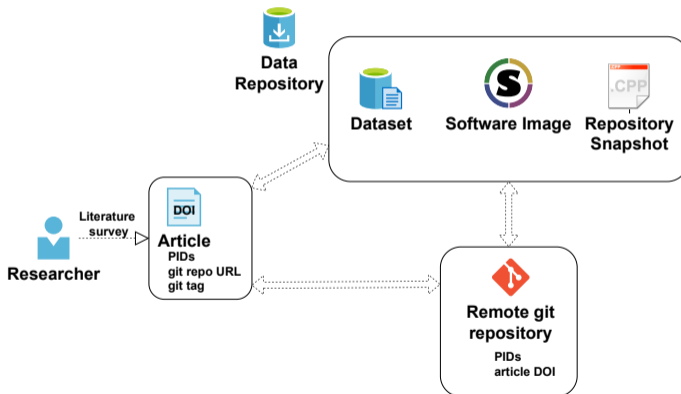 Data
Repository
Dataset
S
Software Image
CPP
.CPP
Repository
Snapshot
Literature
survey
Researcher
DOI
Article
PIDs
git repo URL
git tag
Remote git
repository
PIDs
article DOI